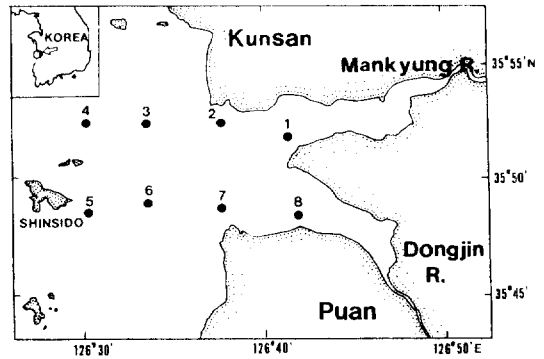 KOREA
Kunsan
Mankyung R.
35°55'N
4 3 2 1
35°50'
5 6 7 8
SHINSIDO
Dongjin
R.
35°45'
Puan
126°30' 126°40' 126°50'E